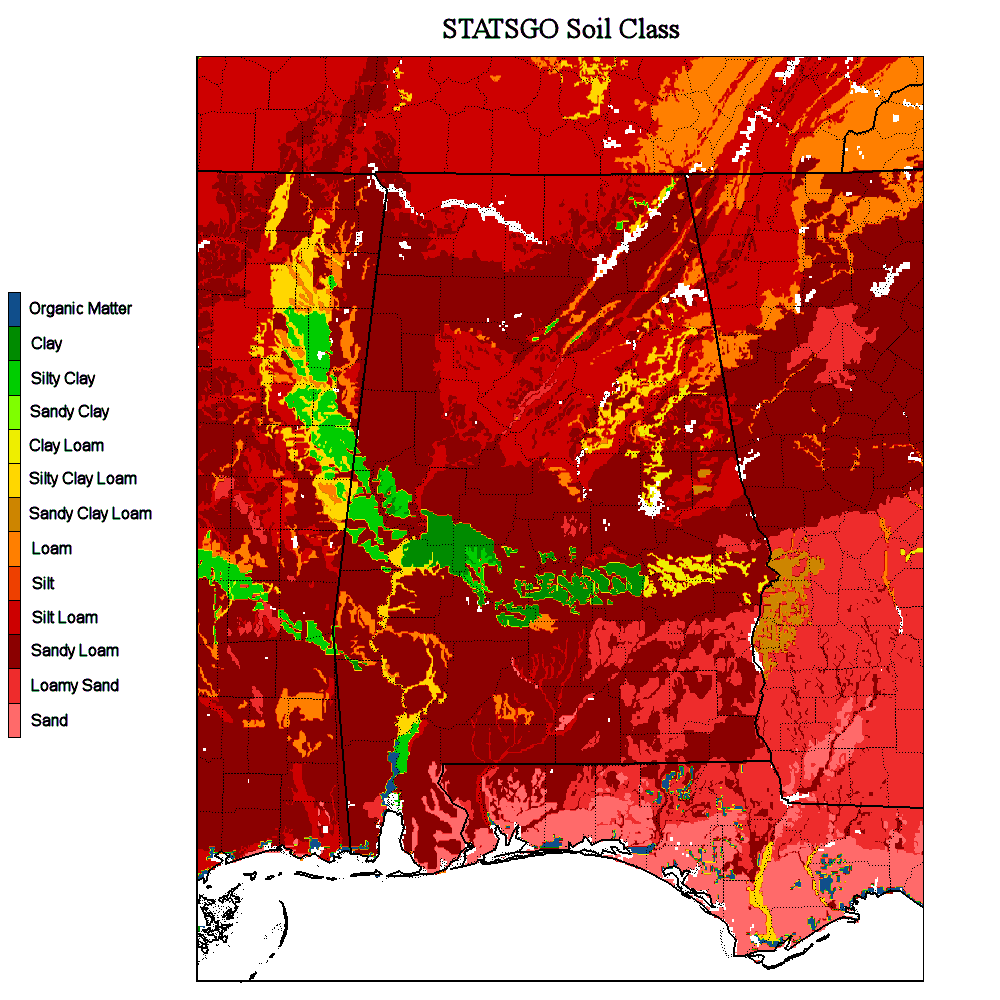 STATSGO Soil Class
Organic Matter
Clay
Silty Clay
Sandy Clay
Clay Loam
Silty Clay Loam
Sandy Clay Loam
Loam
Silt
Silt Loam
Sandy Loam
Loamy Sand
Sand